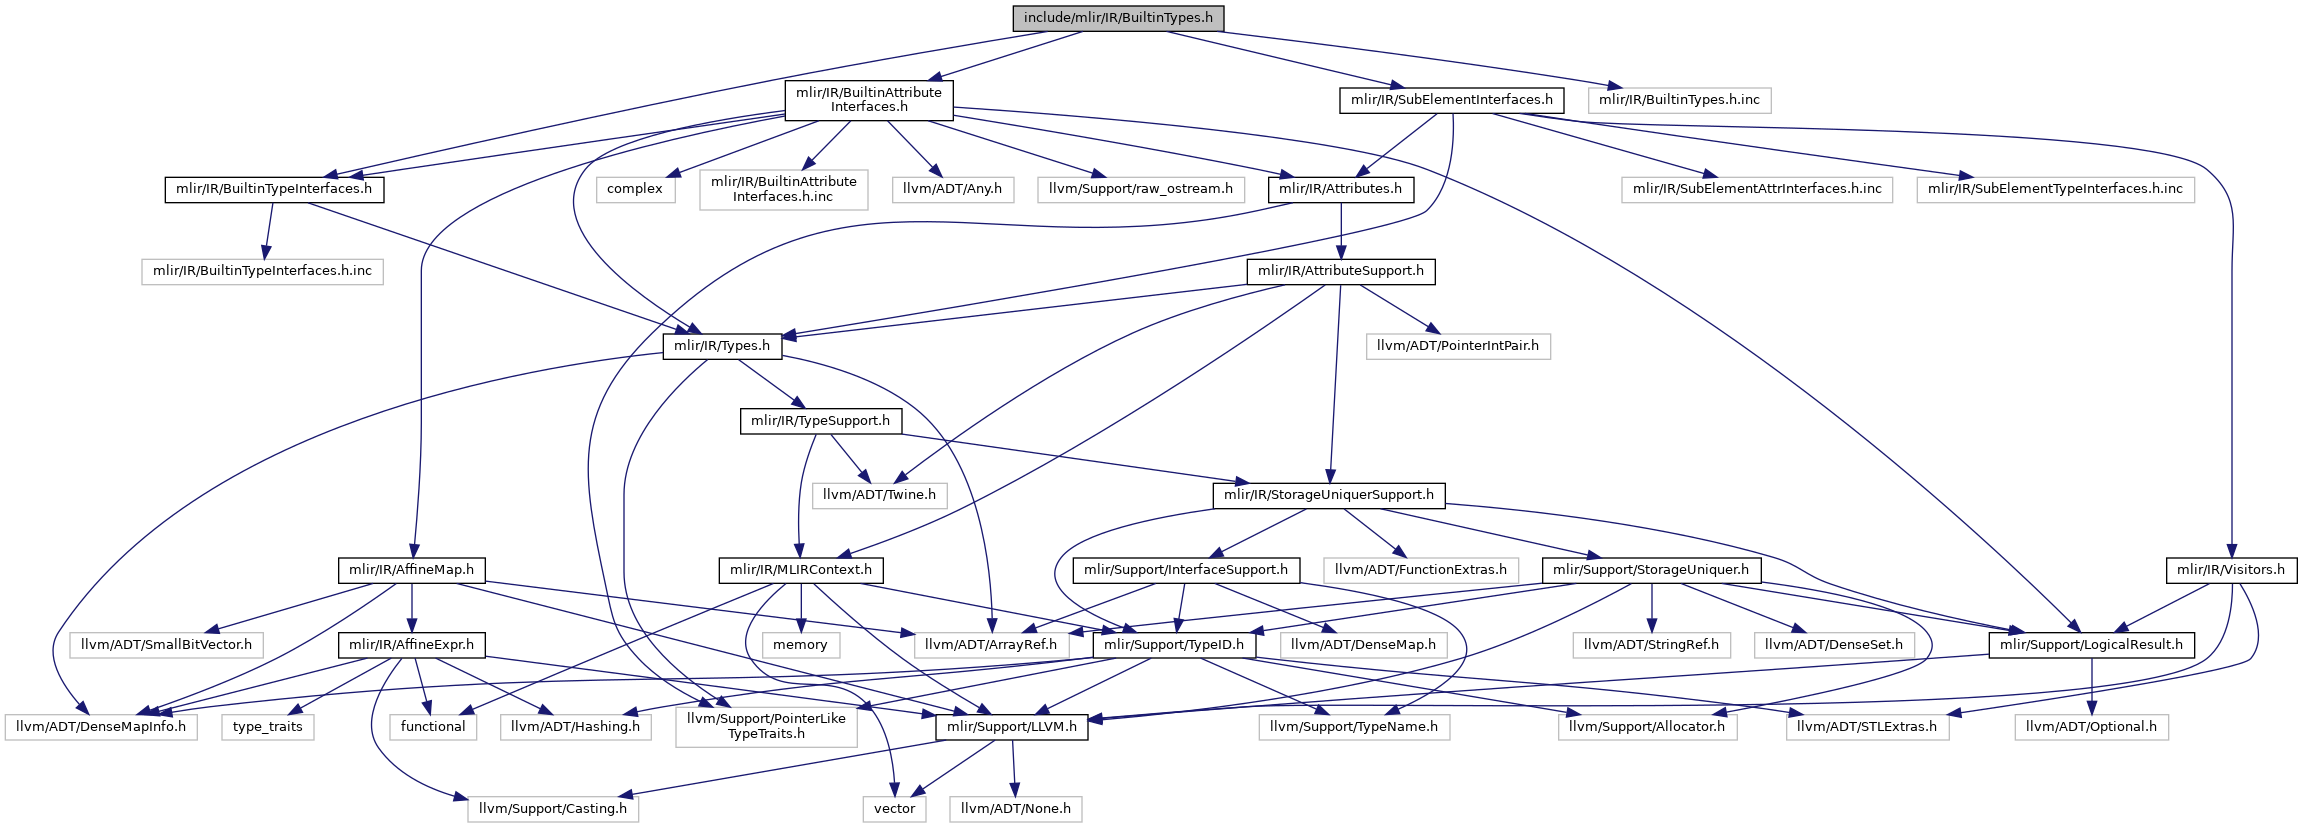 include/mlir/IR/BuiltinTypes.h
mlir/IR/BuiltinAttribute
Interfaces.h
mlir/IR/SubElementInterfaces.h
mlir/IR/BuiltinTypes.h.inc
mlir/IR/BuiltinTypeInterfaces.h
complex
mlir/IR/BuiltinAttribute
Interfaces.h.inc
llvm/ADT/Any.h
llvm/Support/raw_ostream.h
mlir/IR/Attributes.h
mlir/IR/SubElementAttrInterfaces.h.inc
mlir/IR/SubElementTypeInterfaces.h.inc
mlir/IR/BuiltinTypeInterfaces.h.inc
mlir/IR/AttributeSupport.h
mlir/IR/Types.h
llvm/ADT/PointerIntPair.h
mlir/IR/TypeSupport.h
llvm/ADT/Twine.h
mlir/IR/StorageUniquerSupport.h
mlir/IR/AffineMap.h
mlir/IR/MLIRContext.h
mlir/Support/InterfaceSupport.h
llvm/ADT/FunctionExtras.h
mlir/Support/StorageUniquer.h
mlir/IR/Visitors.h
llvm/ADT/SmallBitVector.h
mlir/IR/AffineExpr.h
memory
llvm/ADT/ArrayRef.h
mlir/Support/TypeID.h
llvm/ADT/DenseMap.h
llvm/ADT/StringRef.h
llvm/ADT/DenseSet.h
mlir/Support/LogicalResult.h
llvm/ADT/DenseMapInfo.h
type_traits
functional
llvm/ADT/Hashing.h
llvm/Support/PointerLike
TypeTraits.h
mlir/Support/LLVM.h
llvm/Support/TypeName.h
llvm/Support/Allocator.h
llvm/ADT/STLExtras.h
llvm/ADT/Optional.h
llvm/Support/Casting.h
vector
llvm/ADT/None.h